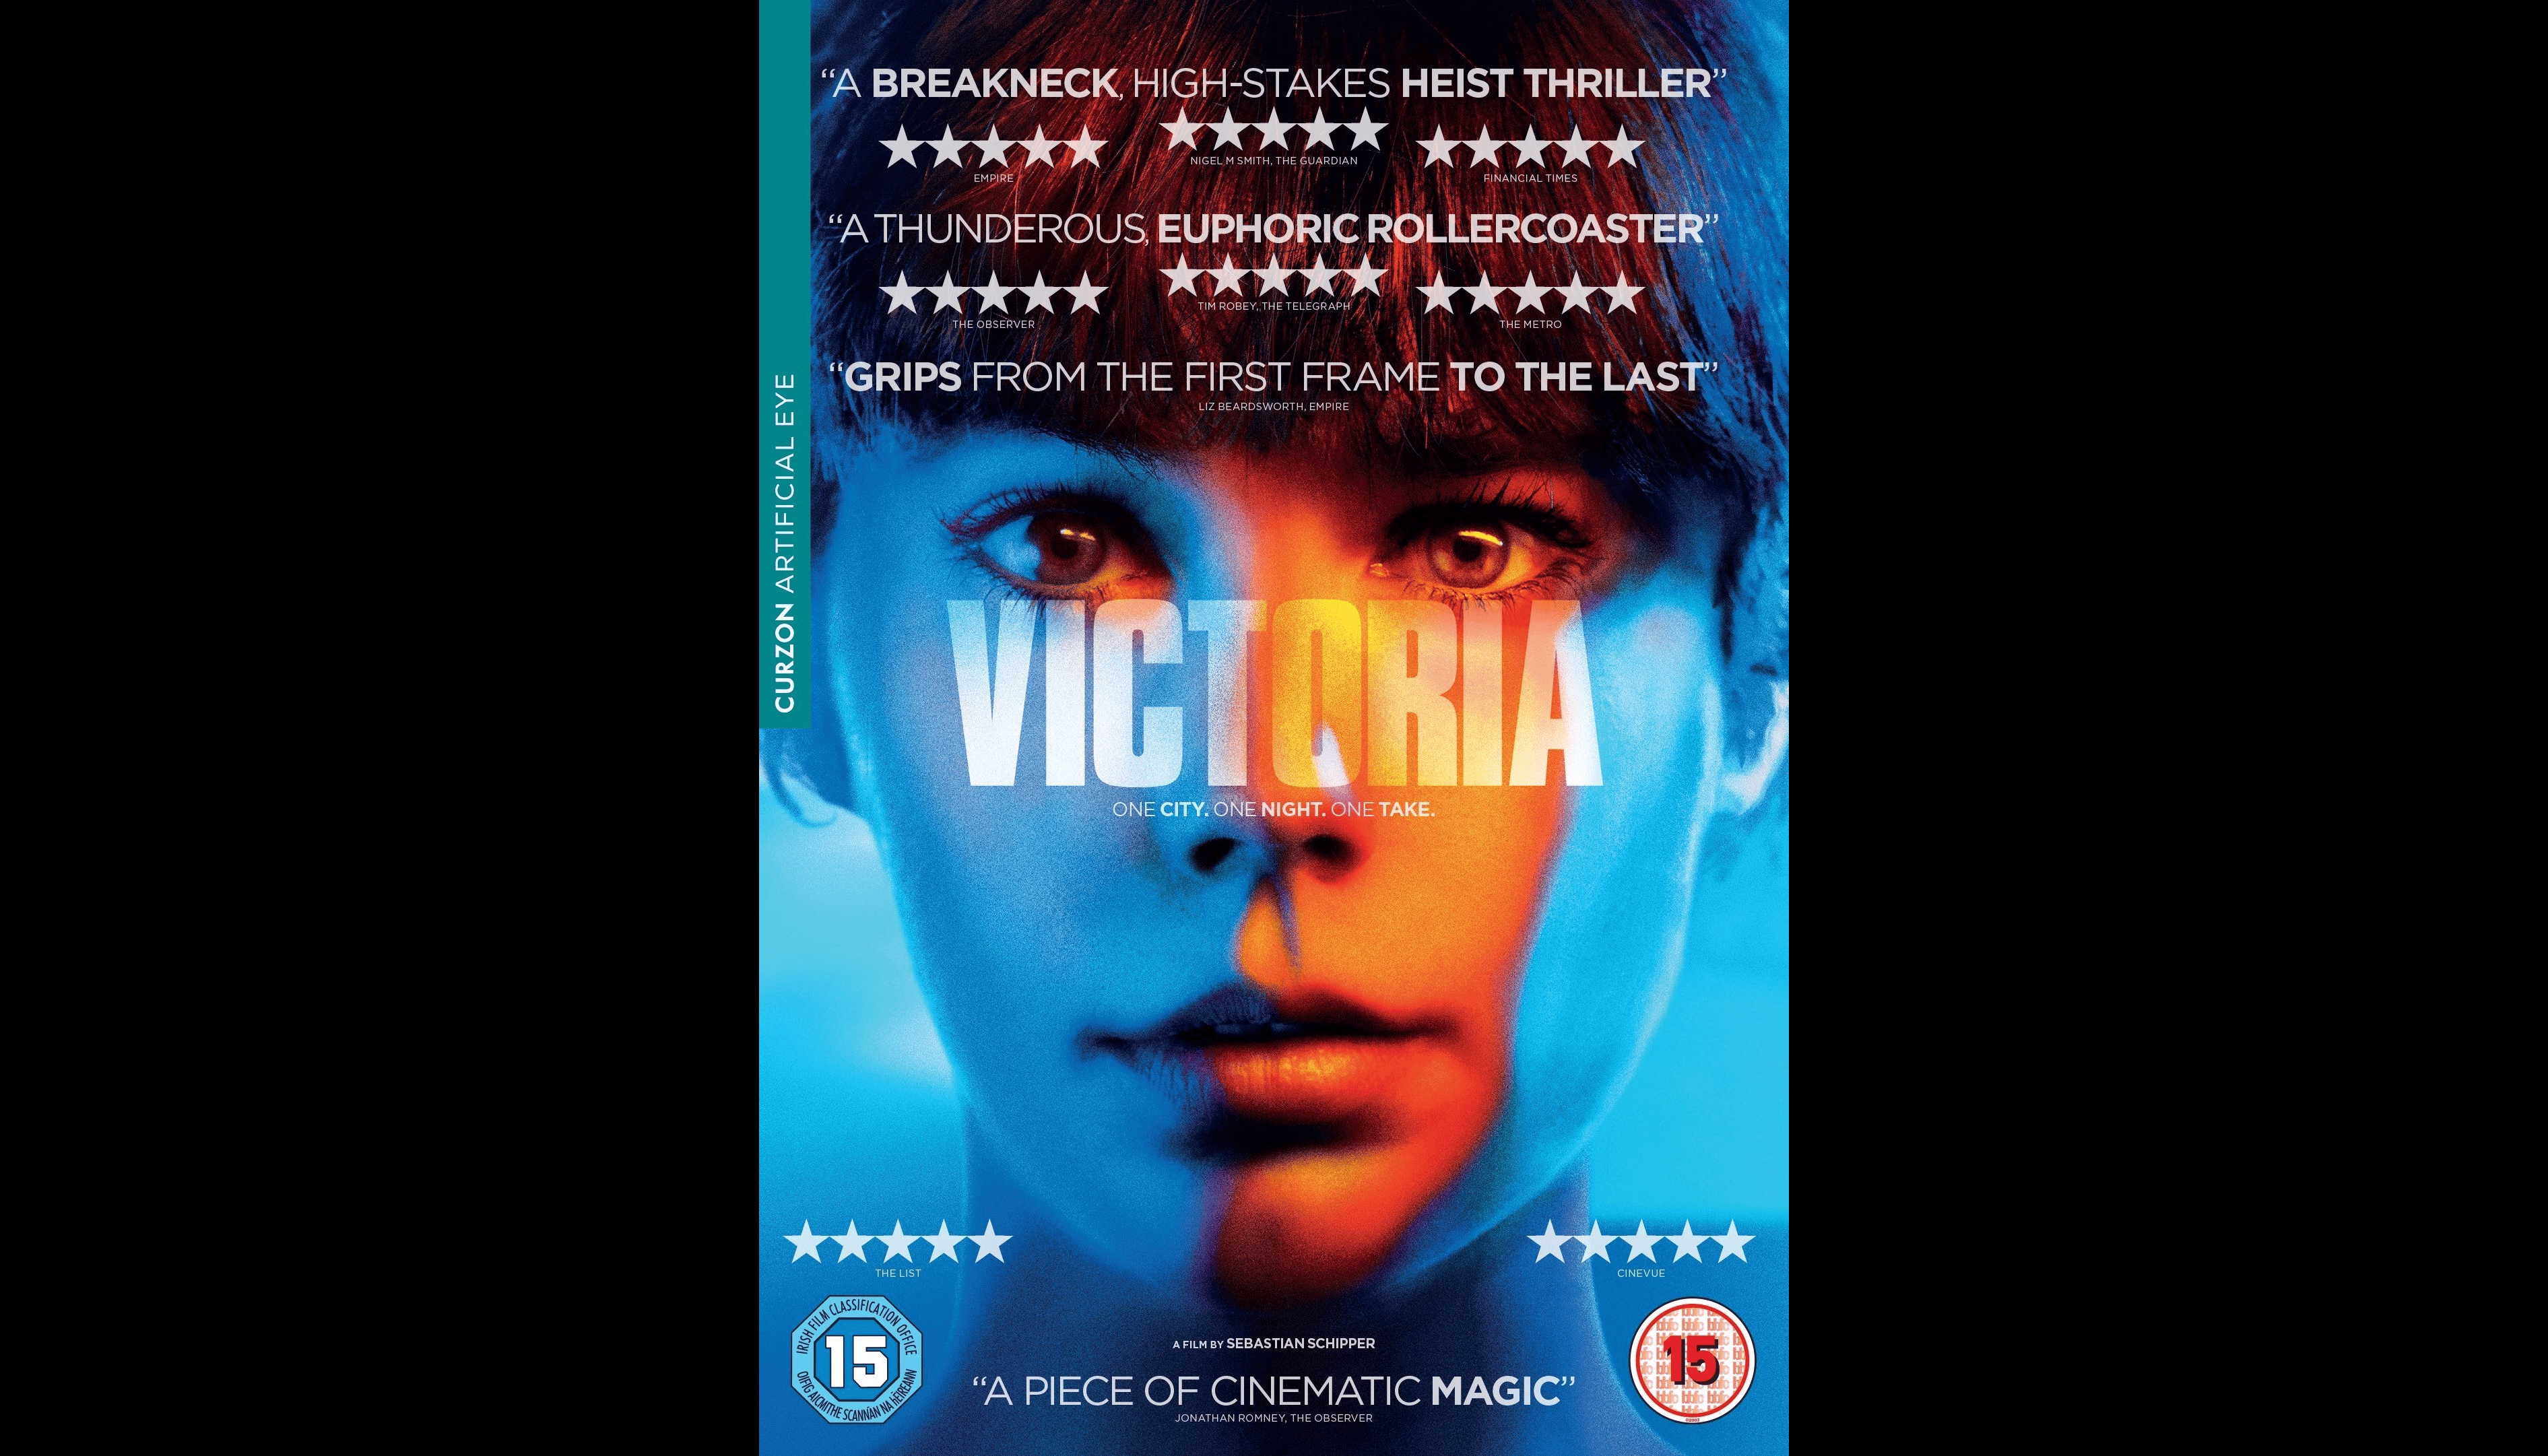 “A BREAKNECK, HIGH-STAKES HEIST THRILLER”
EMPIRE
NIGEL M SMITH, THE GUARDIAN
FINANCIAL TIMES
“A THUNDEROUS, EUPHORIC ROLLERCOASTER”
THE OBSERVER
TIM ROBEY, THE TELEGRAPH
THE METRO
“GRIPS FROM THE FIRST FRAME TO THE LAST”
LIZ BEARDSWORTH, EMPIRE
CURZON ARTIFICIAL EYE
VICTORIA
ONE CITY. ONE NIGHT. ONE TAKE.
THE LIST
CINEVUE
IRISH FILM CLASSIFICATION OFFICE
15
OIFIG AICMITHE SCANNÁN NA HÉIREANN
15
A FILM BY SEBASTIAN SCHIPPER
“A PIECE OF CINEMATIC MAGIC”
JONATHAN ROMNEY, THE OBSERVER